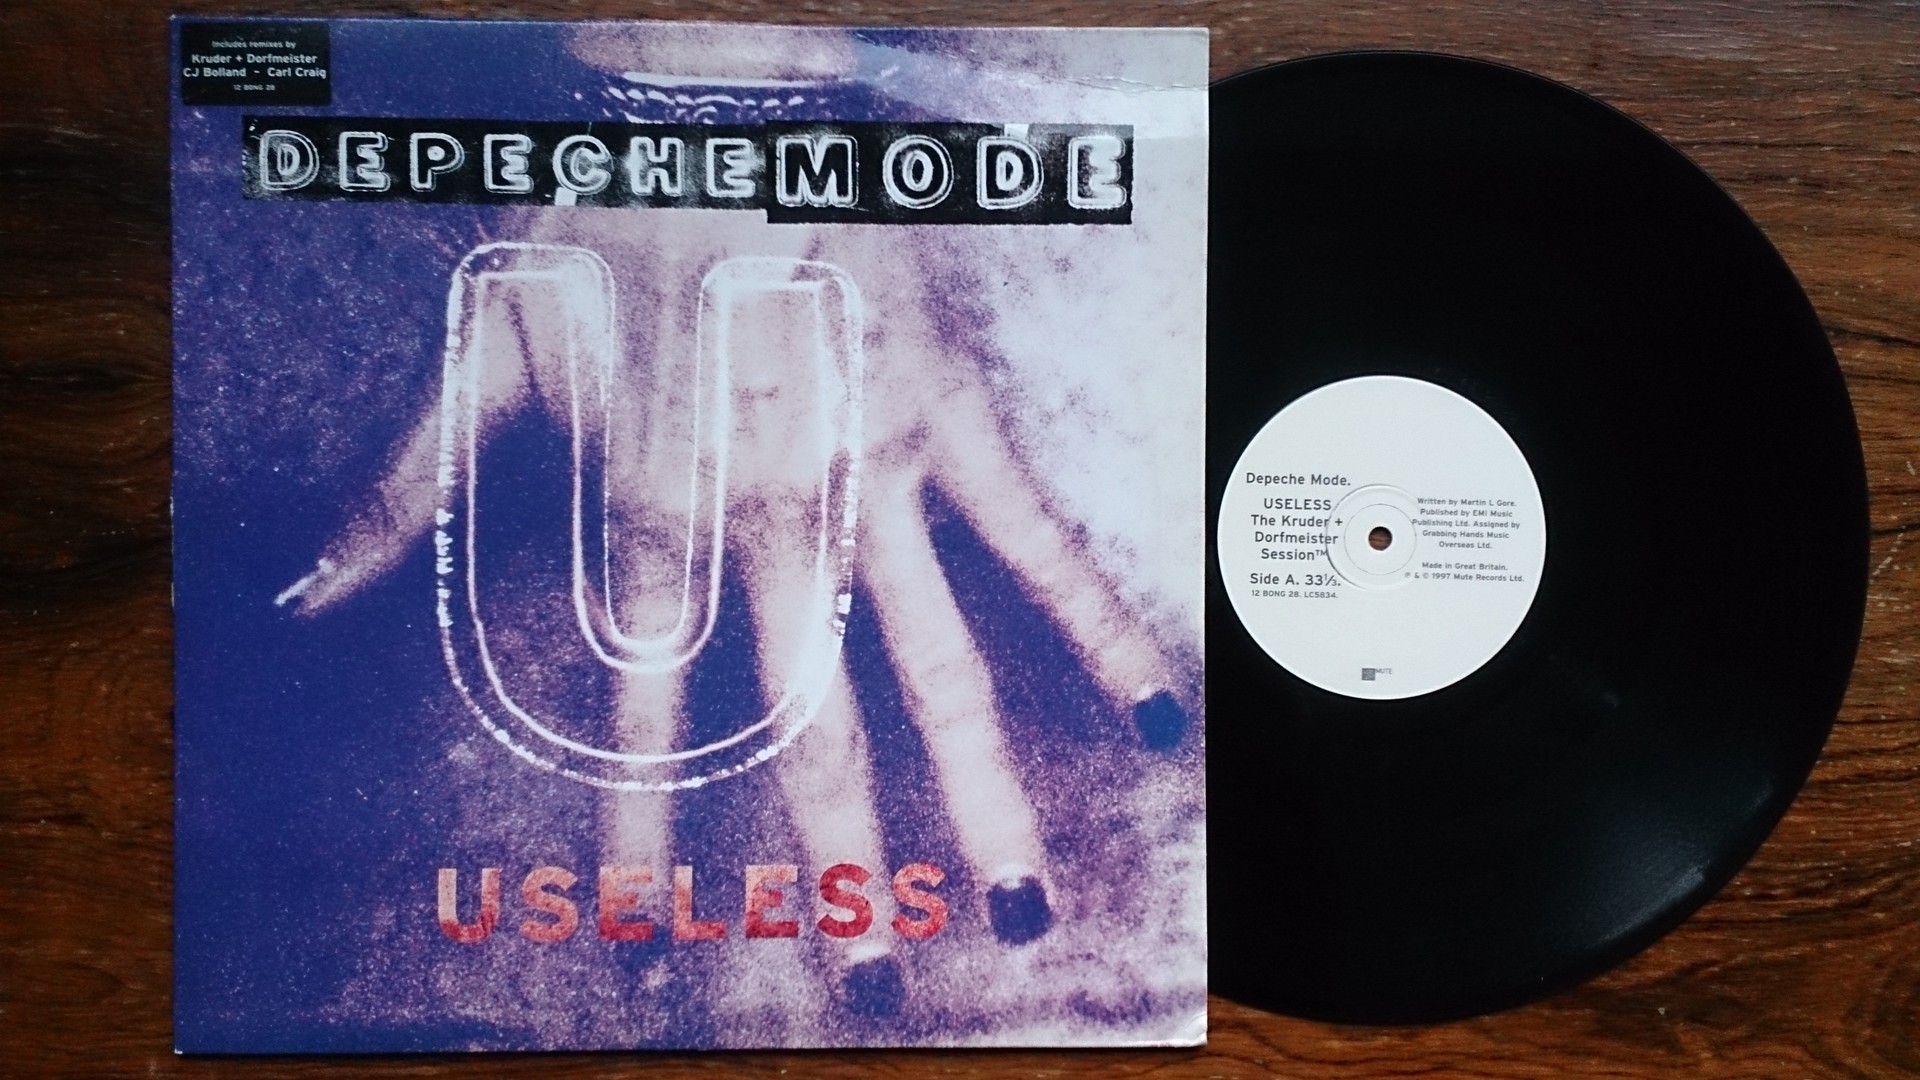 Includes remixes by
Kruder + Dorfmeister
CJ Bolland - Carl Craig
12 BONG 28
DEPECHE MODE
U
USELESS
Depeche Mode.
USELESS
The Kruder +
Dorfmeister
Session™
Side A. 33⅓.
12 BONG 28. LC5834.
Written by Martin L Gore.
Published by EMI Music
Publishing Ltd. Assigned by
Grabbing Hands Music
Overseas Ltd.
Made in Great Britain.
℗ & © 1997 Mute Records Ltd.
MUTE